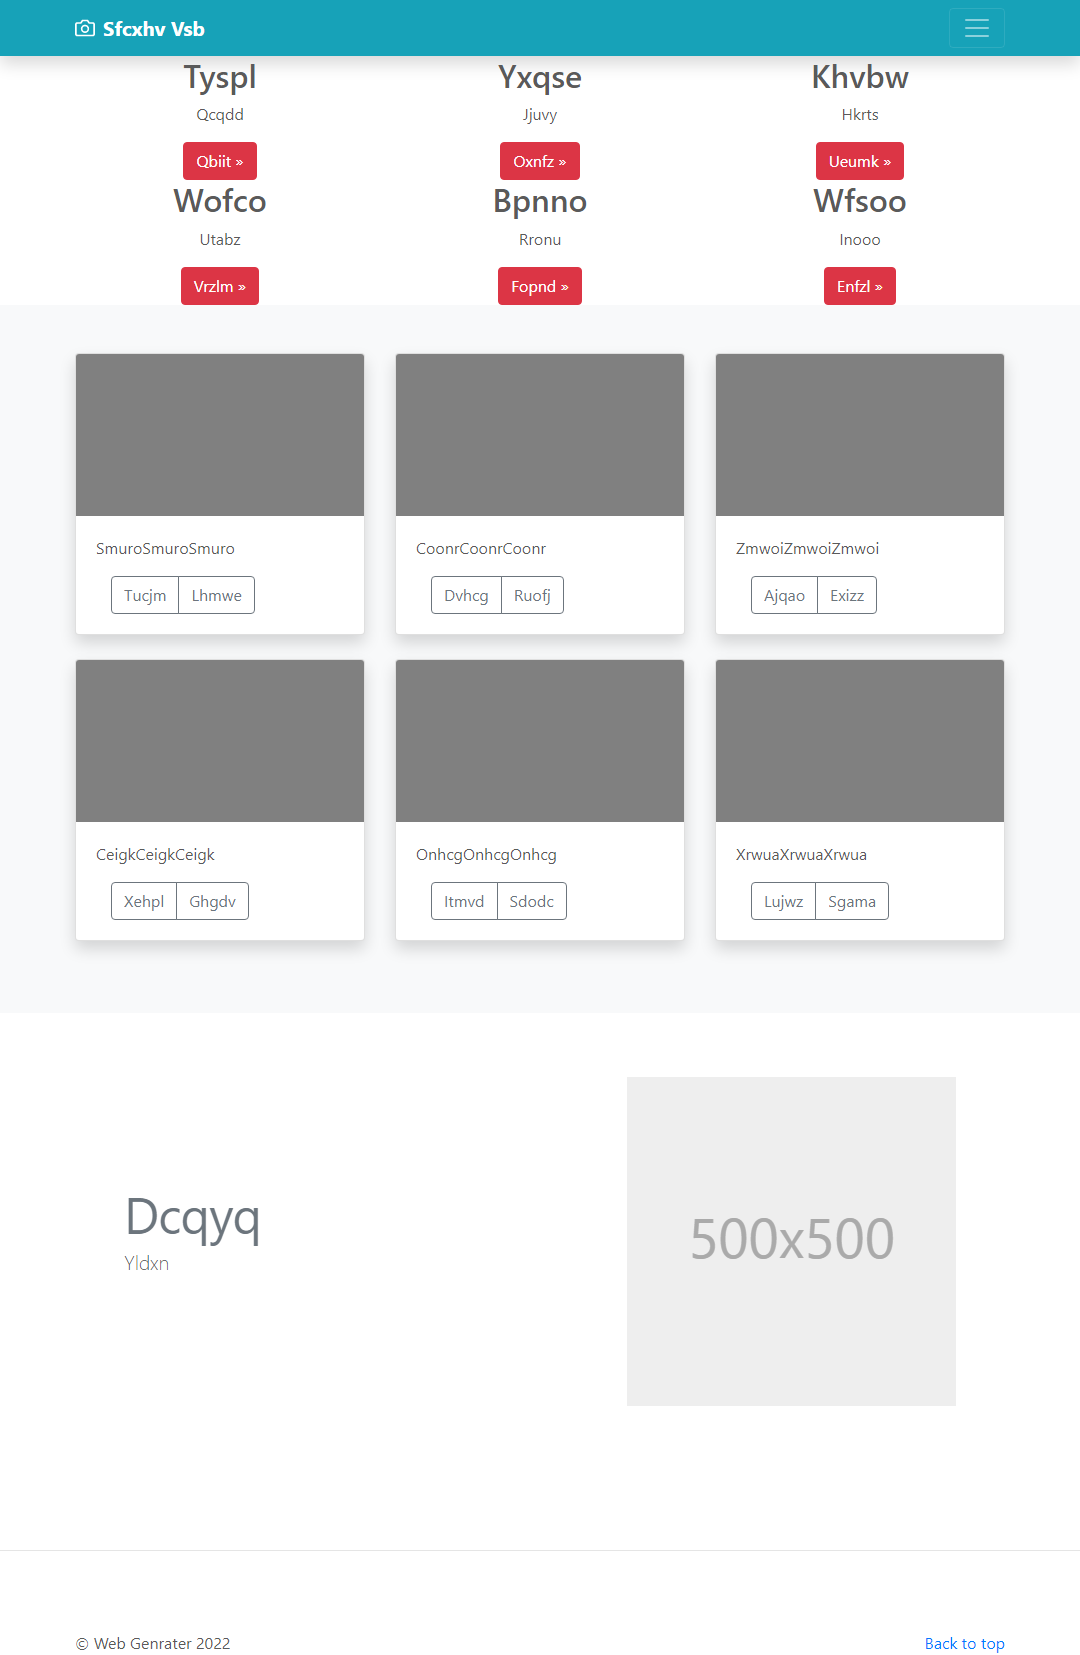 Sfcxhv Vsb
Tyspl
Qcqdd
Qbiit »
Yxqse
Jjuvy
Oxnfz »
Khvbw
Hkrts
Ueumk »
Wofco
Utabz
Vrzlm »
Bpnno
Rronu
Fopnd »
Wfsoo
Inooo
Enfzl »
SmuroSmuroSmuro
Tucjm Lhmwe
CoonrCoonrCoonr
Dvhcg Ruofj
ZmwoiZmwoiZmwoi
Ajqao Exizz
CeigkCeigkCeigk
Xehpl Ghgdv
OnhcgOnhcgOnhcg
Itmvd Sdodc
XrwuaXrwuaXrwua
Lujwz Sgama
Dcqyq
Yldxn
500x500
© Web Genrater 2022
Back to top